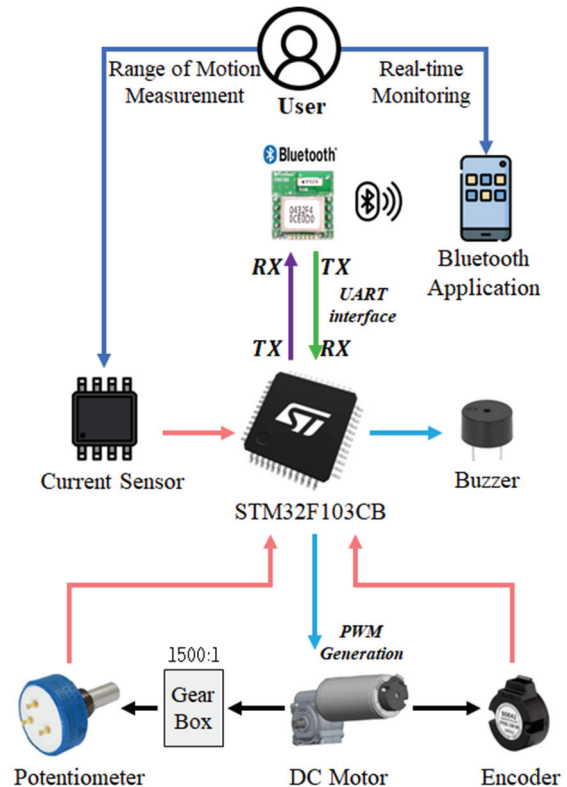 Range of Motion
Measurement
Real-time
Monitoring
User
Bluetooth
Bluetooth
Application
RX
TX
UART
interface
TX
RX
ST
Current Sensor
Buzzer
STM32F103CB
PWM
Generation
1500:1
Gear
Box
Potentiometer
DC Motor
Encoder